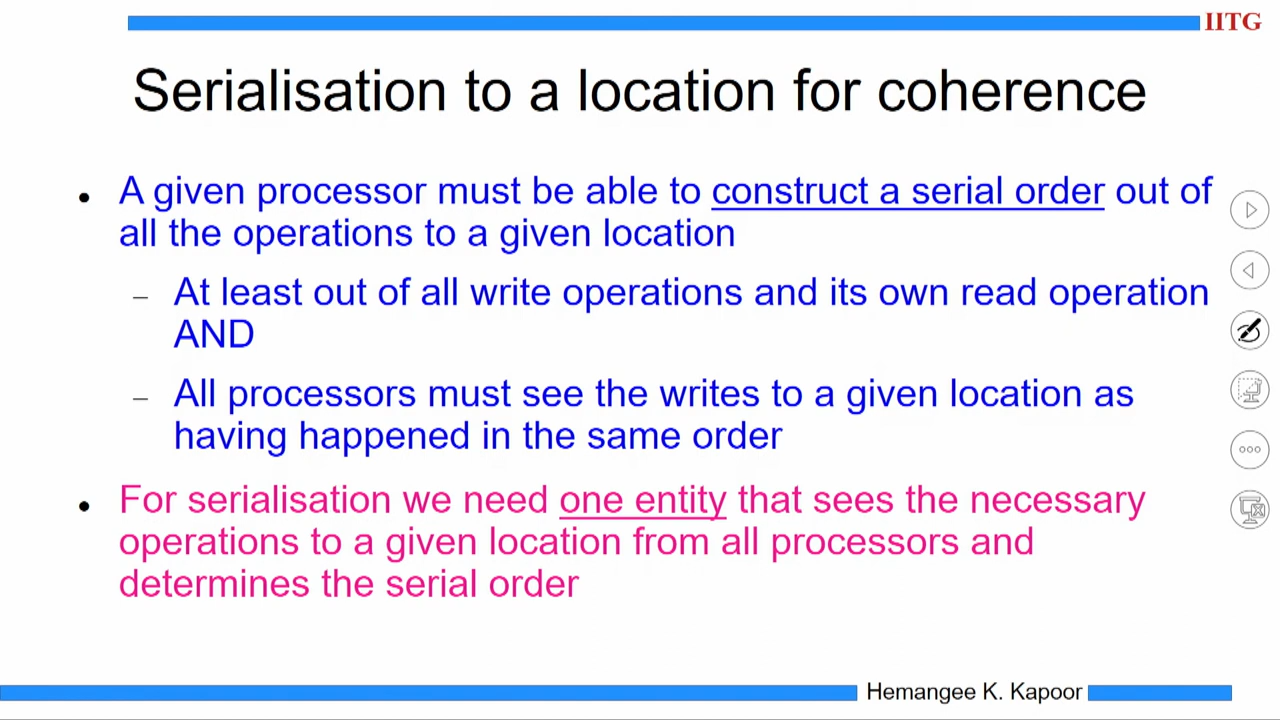 IITG
Serialisation to a location for coherence
• A given processor must be able to construct a serial order out of
all the operations to a given location
– At least out of all write operations and its own read operation
AND
– All processors must see the writes to a given location as
having happened in the same order
• For serialisation we need one entity that sees the necessary
operations to a given location from all processors and
determines the serial order
Hemangee K. Kapoor